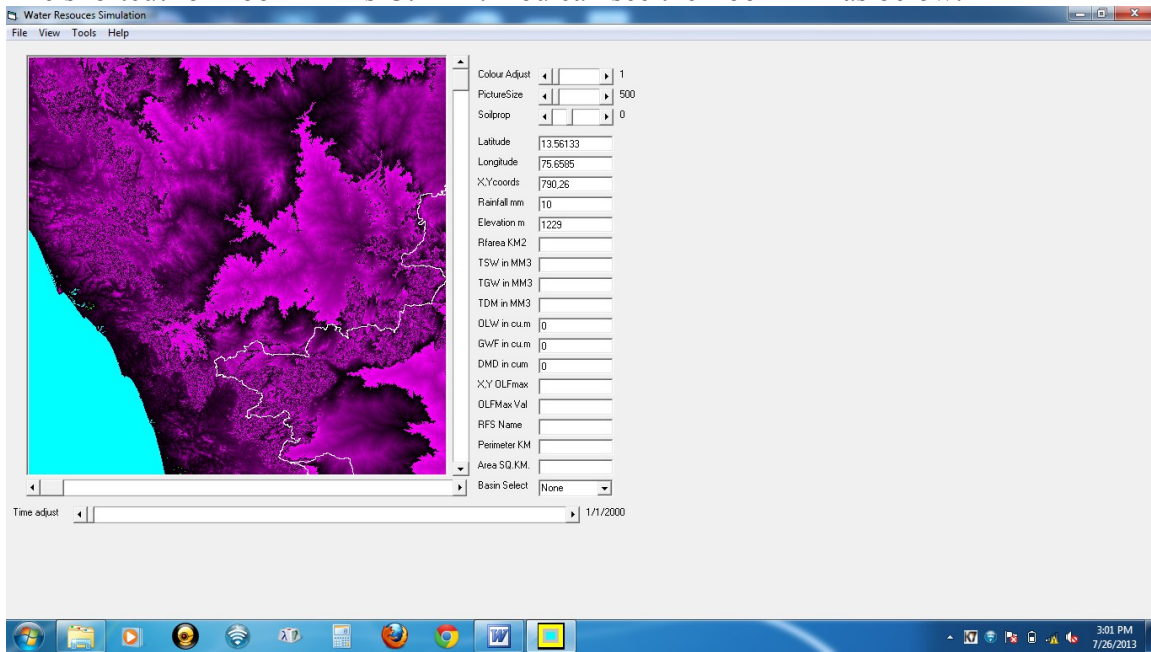 Water Resouces Simulation
File View Tools Help
Colour Adjust 1
PictureSize 500
Soilprop 0
Latitude 13.56133
Longitude 75.6585
X,Ycoords 790,26
Rainfall mm 10
Elevation m 1229
Rfarea KM2
TSW in MM3
TGW in MM3
TDM in MM3
OLW in cu.m 0
GWF in cu.m 0
DMD in cum 0
X,Y OLFmax
OLFMax Val
RFS Name
Perimeter KM
Area SQ.KM.
Basin Select None
Time adjust 1/1/2000
3:01 PM
7/26/2013